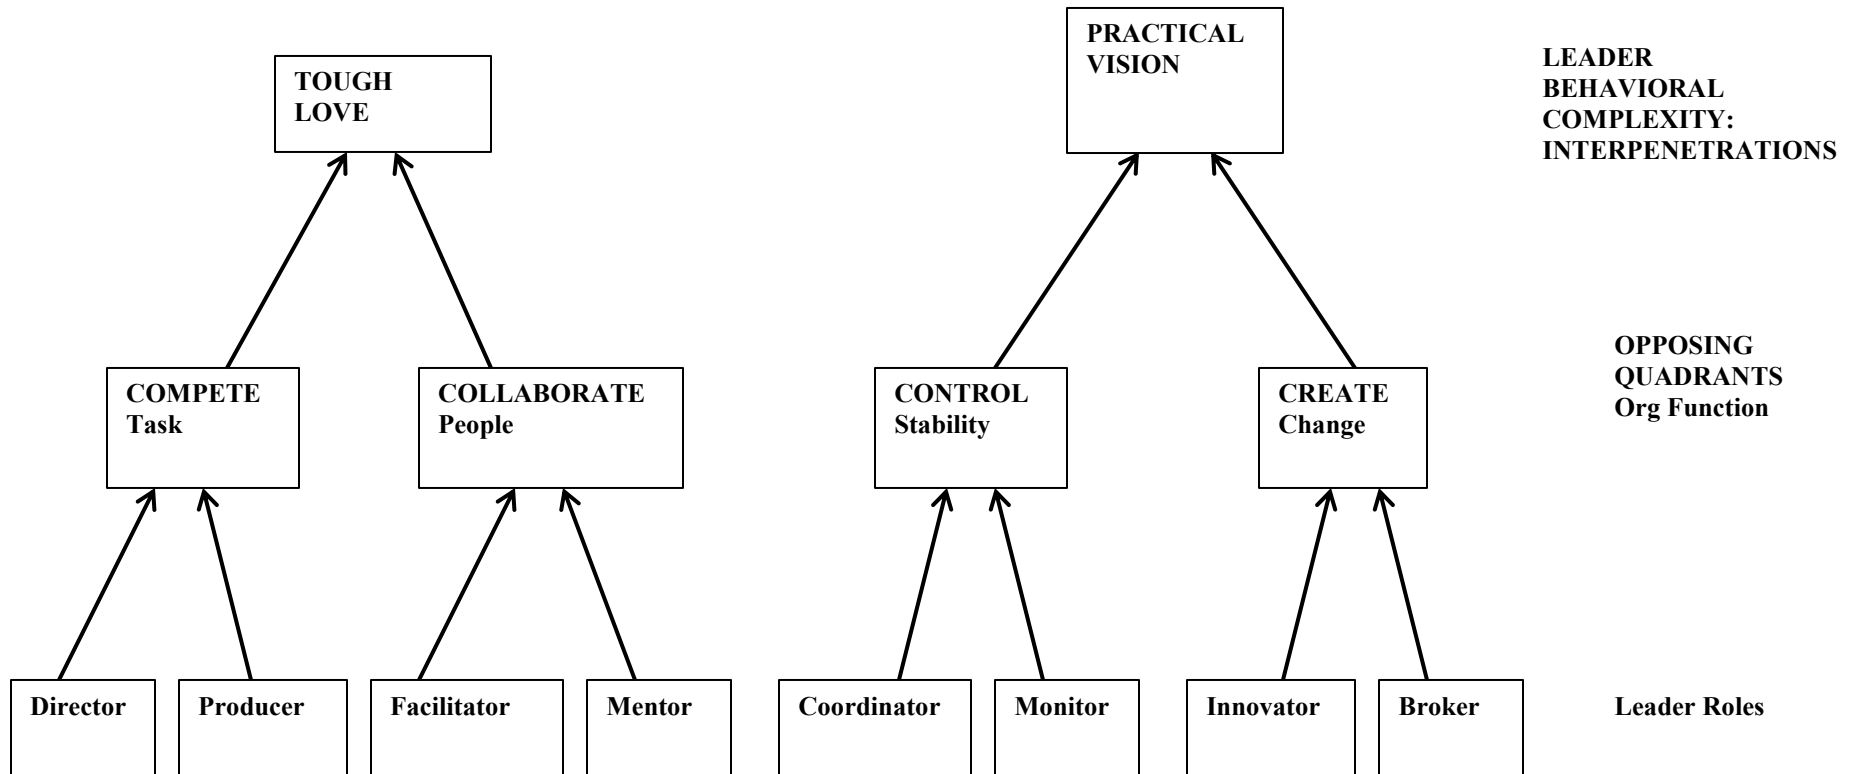 PRACTICAL
VISION
TOUGH
LOVE
LEADER
BEHAVIORAL
COMPLEXITY:
INTERPENETRATIONS
COMPETE
Task
COLLABORATE
People
CONTROL
Stability
CREATE
Change
OPPOSING
QUADRANTS
Org Function
Director
Producer
Facilitator
Mentor
Coordinator
Monitor
Innovator
Broker
Leader Roles